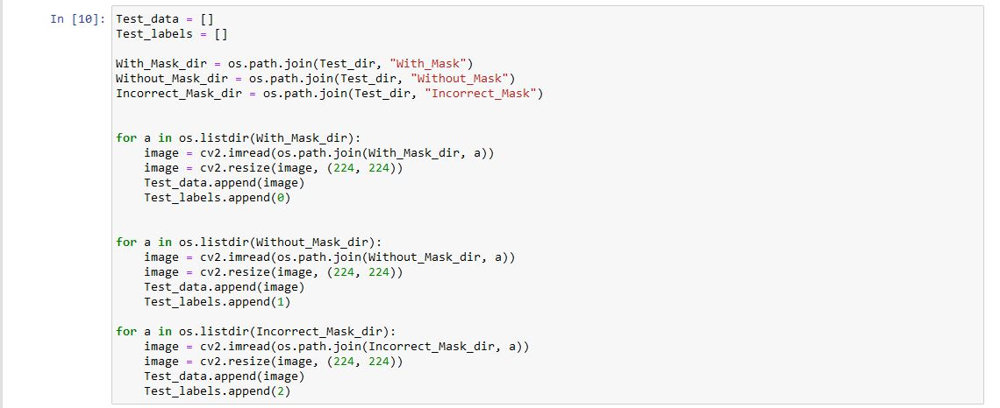 In [10]: Test_data = []
Test_labels = []
With_Mask_dir = os.path.join(Test_dir, "With_Mask")
Without_Mask_dir = os.path.join(Test_dir, "Without_Mask")
Incorrect_Mask_dir = os.path.join(Test_dir, "Incorrect_Mask")
for a in os.listdir(With_Mask_dir):
    image = cv2.imread(os.path.join(With_Mask_dir, a))
    image = cv2.resize(image, (224, 224))
    Test_data.append(image)
    Test_labels.append(0)
for a in os.listdir(Without_Mask_dir):
    image = cv2.imread(os.path.join(Without_Mask_dir, a))
    image = cv2.resize(image, (224, 224))
    Test_data.append(image)
    Test_labels.append(1)
for a in os.listdir(Incorrect_Mask_dir):
    image = cv2.imread(os.path.join(Incorrect_Mask_dir, a))
    image = cv2.resize(image, (224, 224))
    Test_data.append(image)
    Test_labels.append(2)